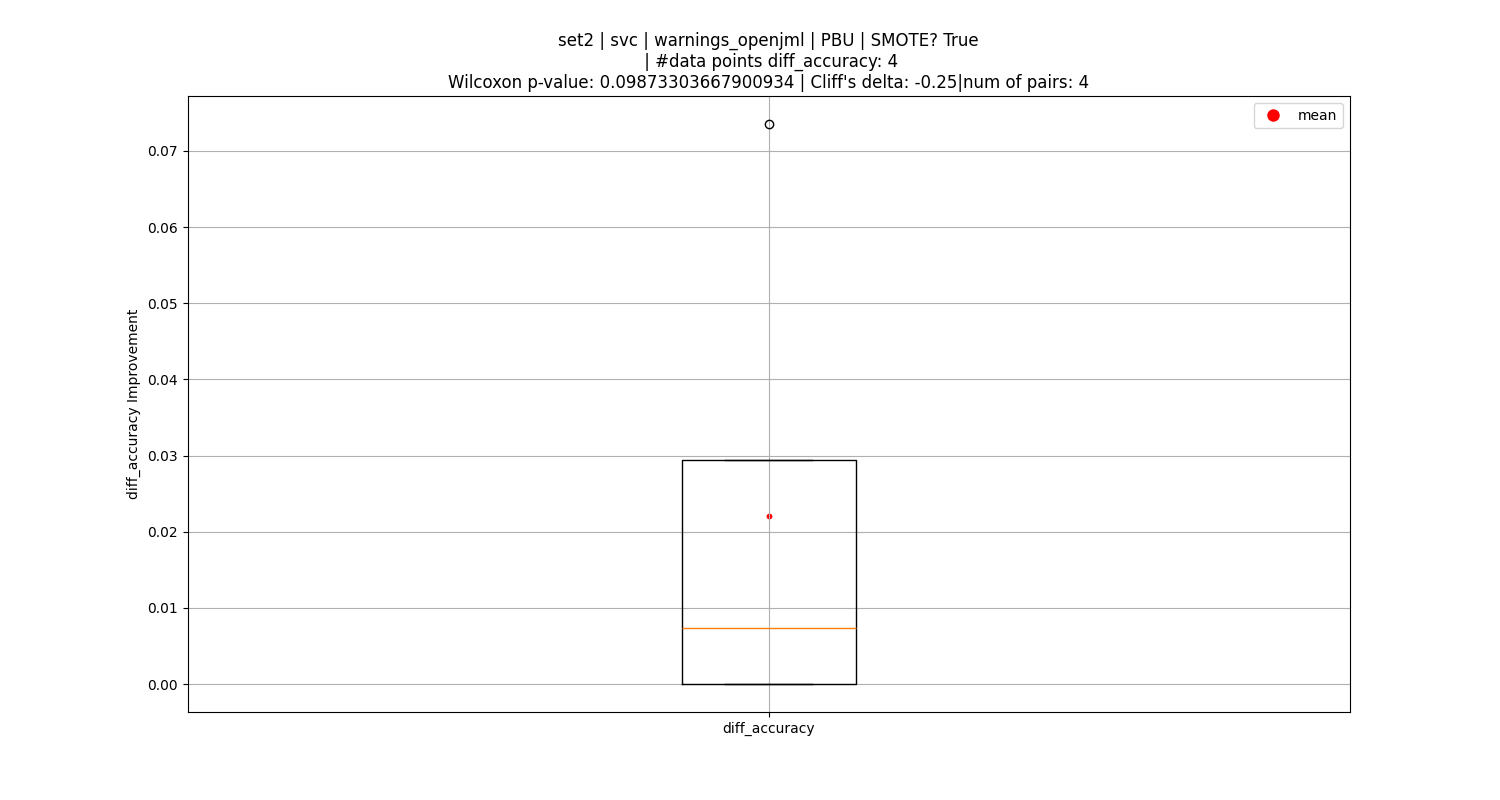 set2 | svc | warnings_openjml | PBU | SMOTE? True
| #data points diff_accuracy: 4
Wilcoxon p-value: 0.09873303667900934 | Cliff's delta: -0.25|num of pairs: 4
mean
0.07
0.06
0.05
0.04
0.03
0.02
0.01
0.00
diff_accuracy Improvement
diff_accuracy